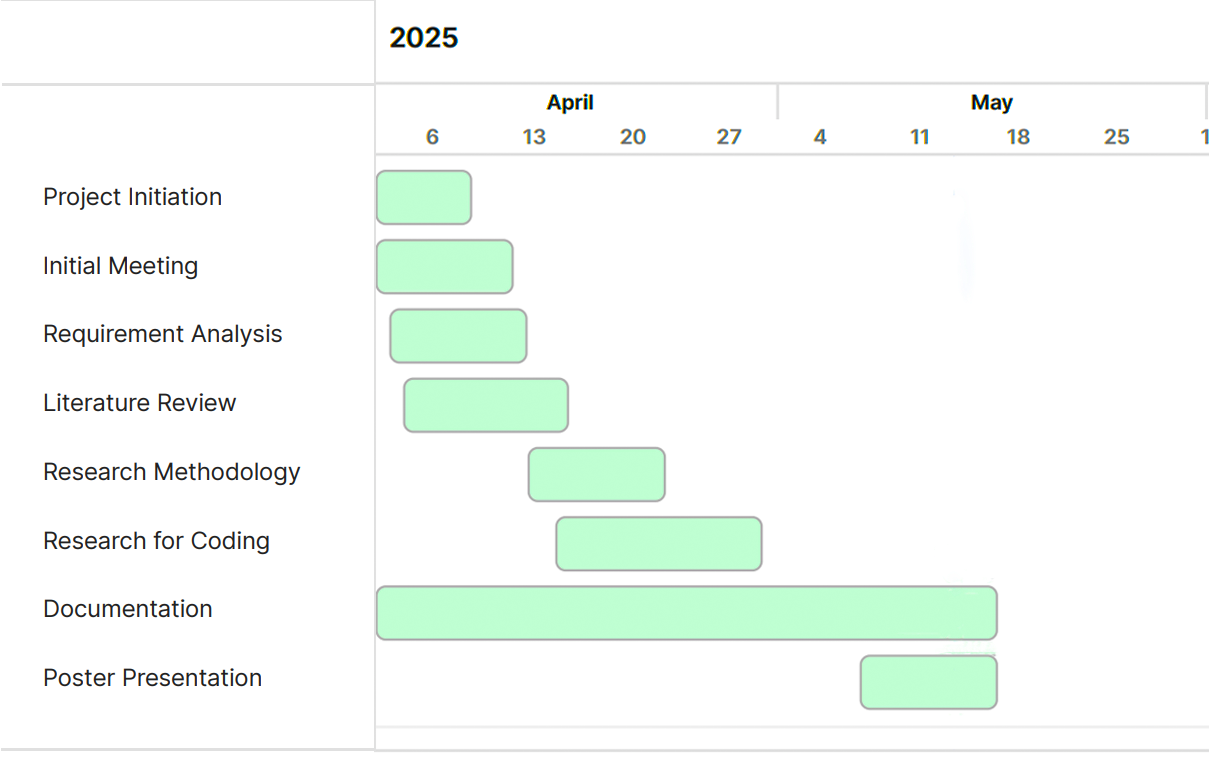 2025
April May
6 13 20 27 4 11 18 25 1
Project Initiation
Initial Meeting
Requirement Analysis
Literature Review
Research Methodology
Research for Coding
Documentation
Poster Presentation